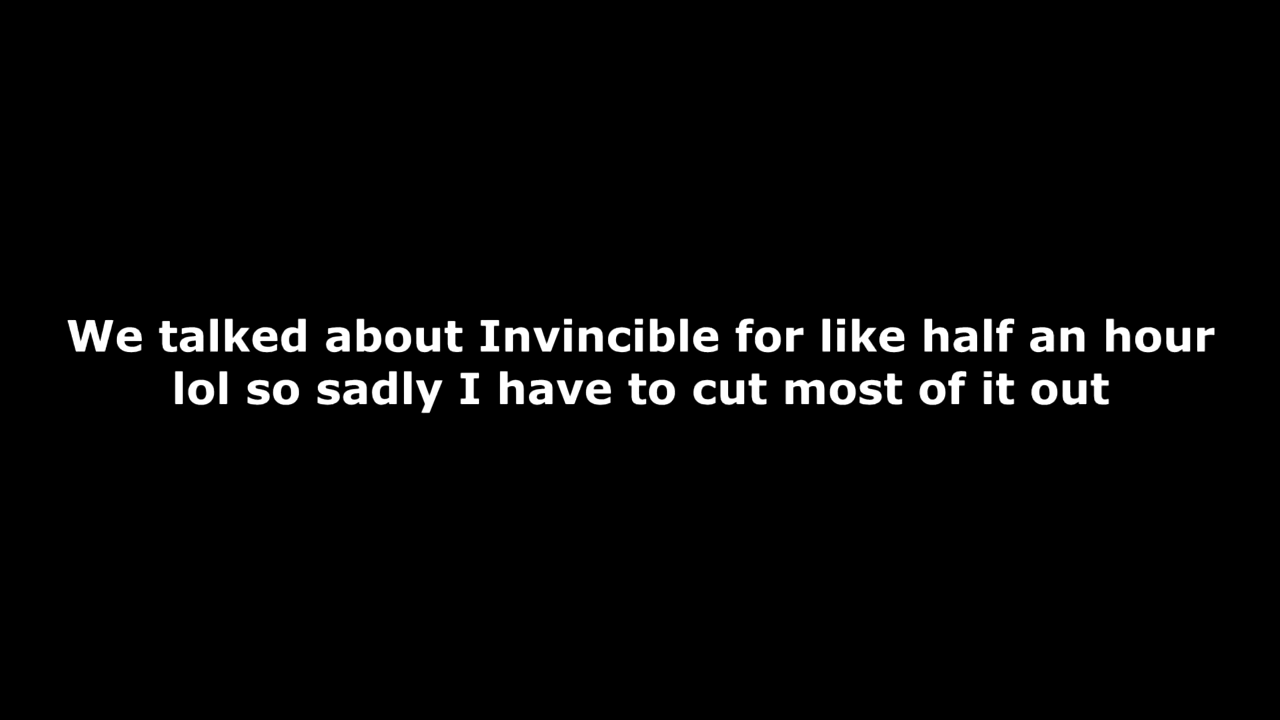 We talked about Invincible for like half an hour
lol so sadly I have to cut most of it out